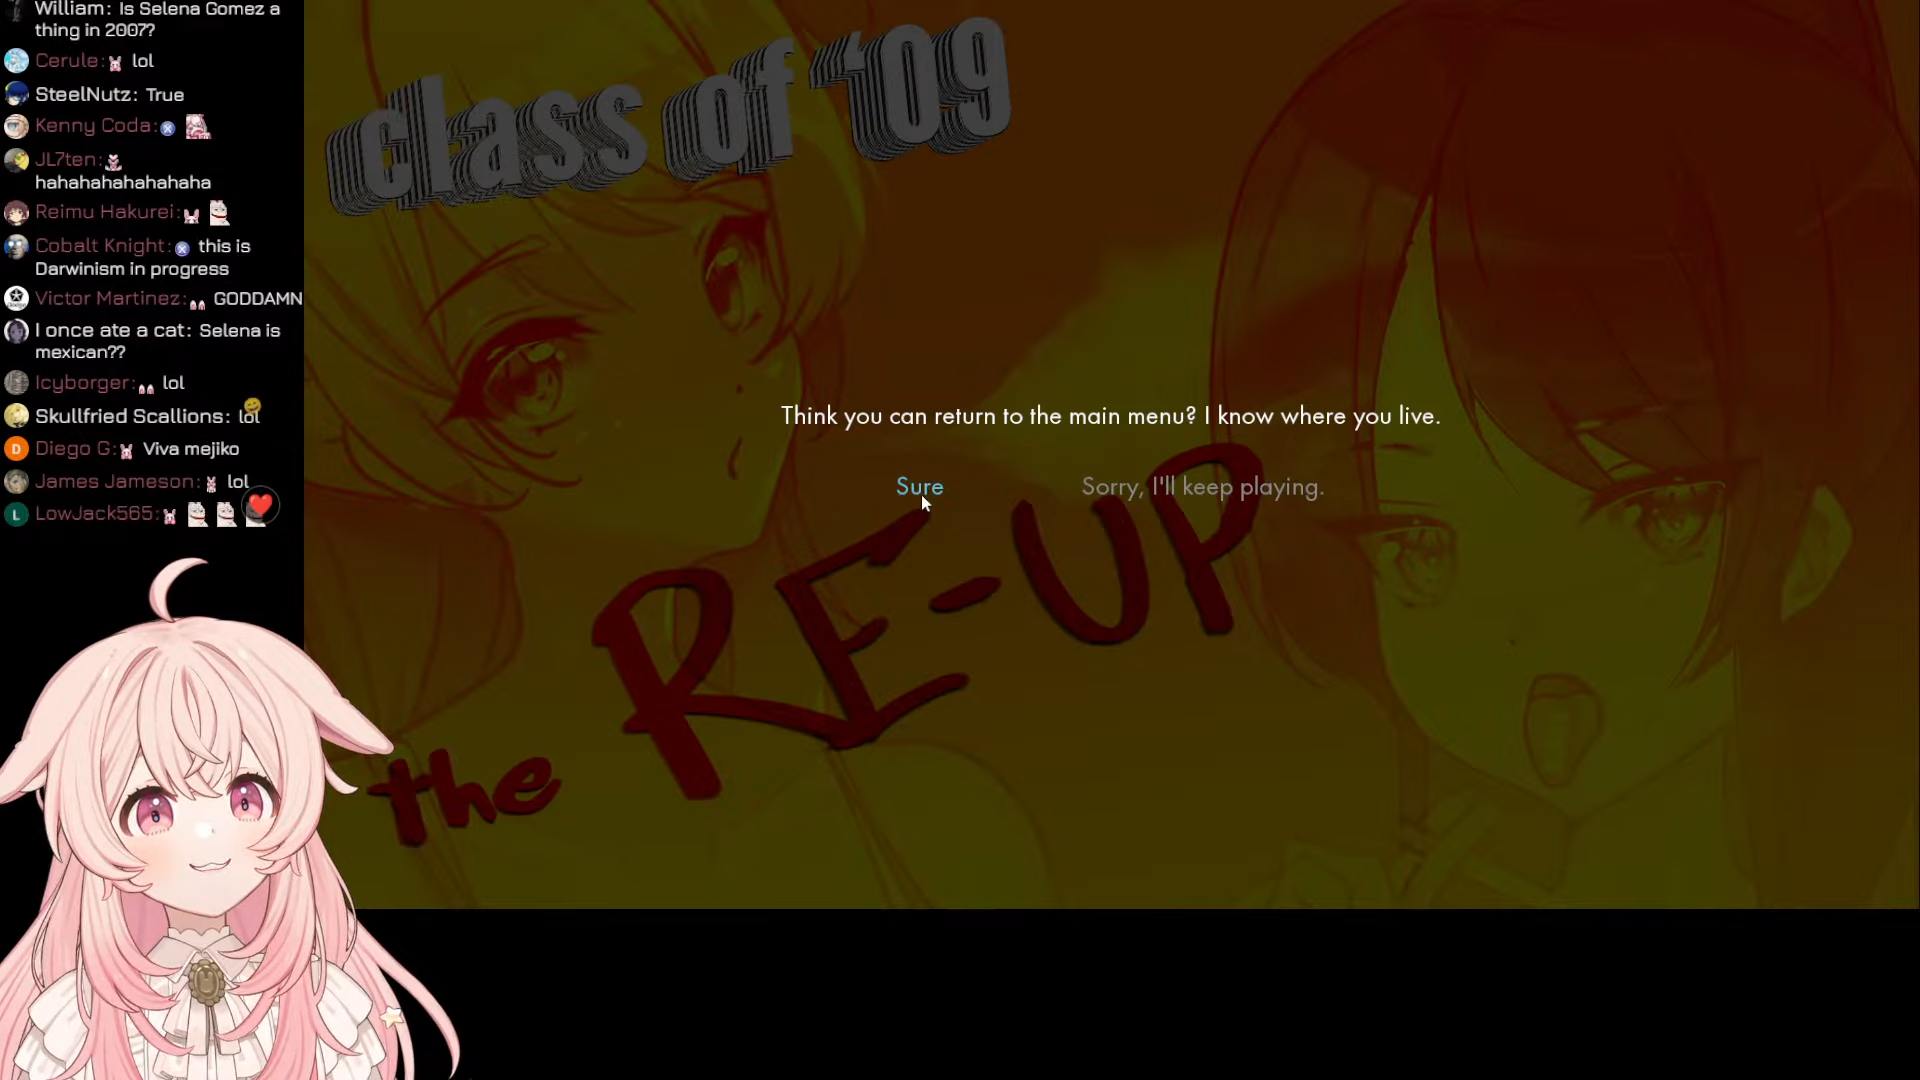 William: Is Selena Gomez a
thing in 2007?
Cerule: lol
SteelNutz: True
Kenny Coda:
JL7ten:
hahahahahahaha
Reimu Hakurei:
Cobalt Knight: this is
Darwinism in progress
Victor Martinez: GODDAMN
I once ate a cat: Selena is
mexican??
Icyborger: lol
Skullfried Scallions: lol
Diego G: Viva mejiko
James Jameson: lol
LowJack565:
class of '09
Think you can return to the main menu? I know where you live.
Sure Sorry, I'll keep playing.
the RE-UP